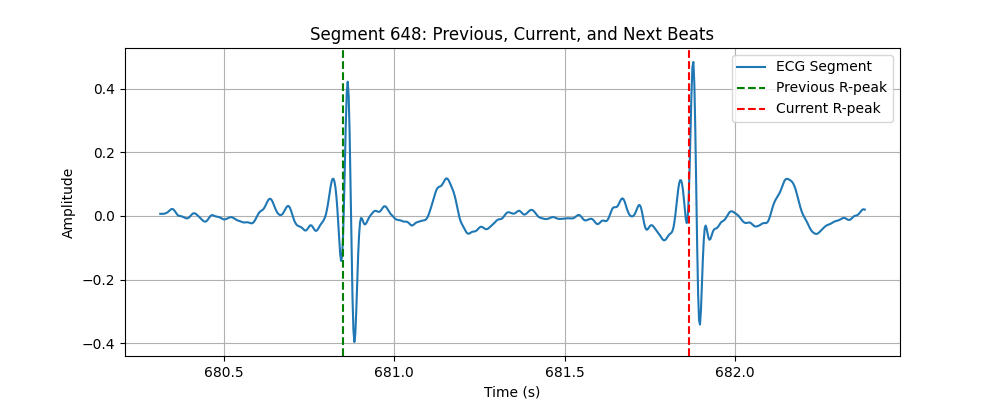 Segment 648: Previous, Current, and Next Beats
ECG Segment
Previous R-peak
Current R-peak
Amplitude
0.4
0.2
0.0
−0.2
−0.4
680.5 681.0 681.5 682.0
Time (s)